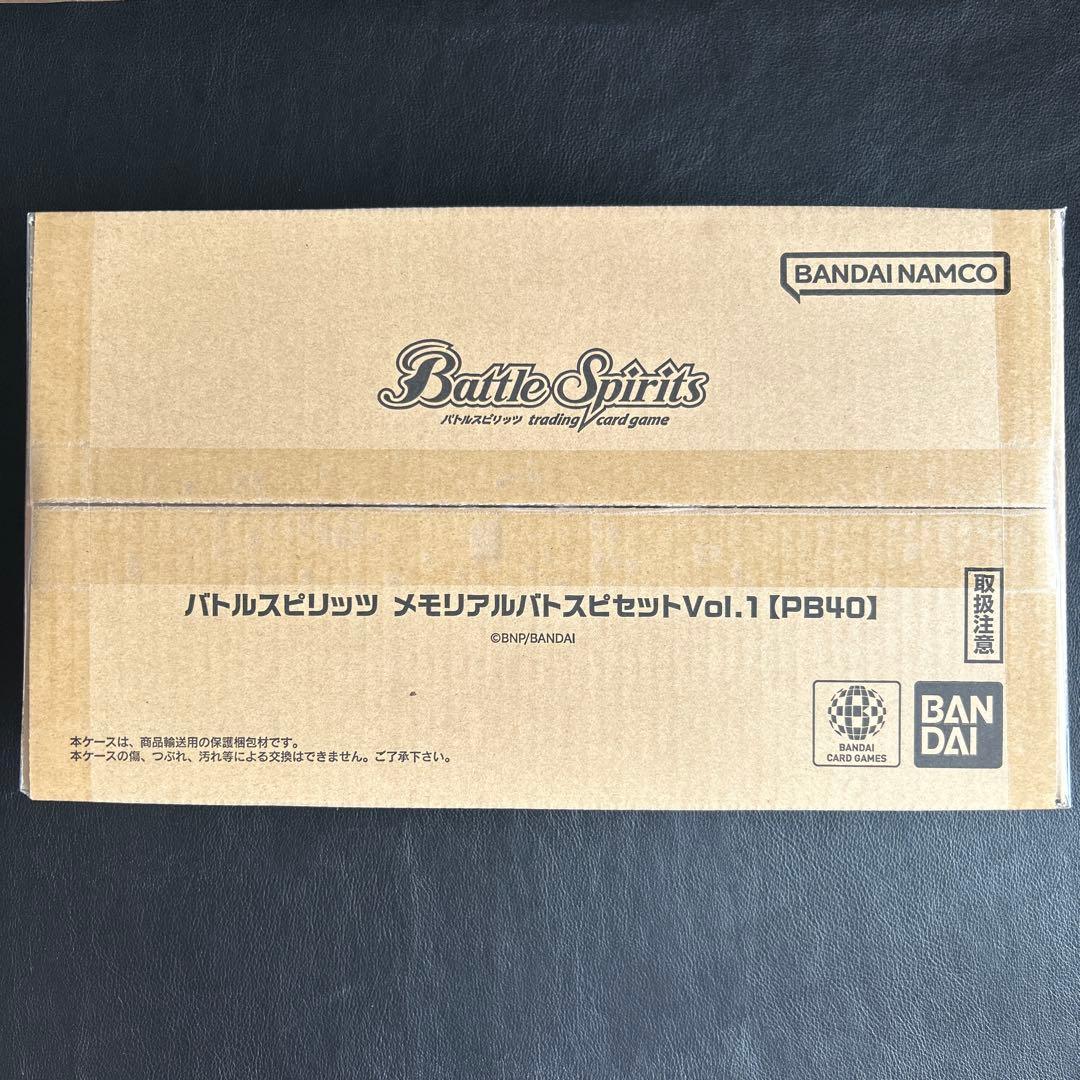 BANDAI NAMCO
Battle Spirits
バトルスピリッツ trading card game
バトルスピリッツ メモリアルバトスピセットVol.1【PB40】
©BNP/BANDAI
取扱注意
BANDAI
CARD GAMES
BAN
DAI
本ケースは、商品輸送用の保護梱包材です。
本ケースの傷、つぶれ、汚れ等による交換はできません。ご了承下さい。